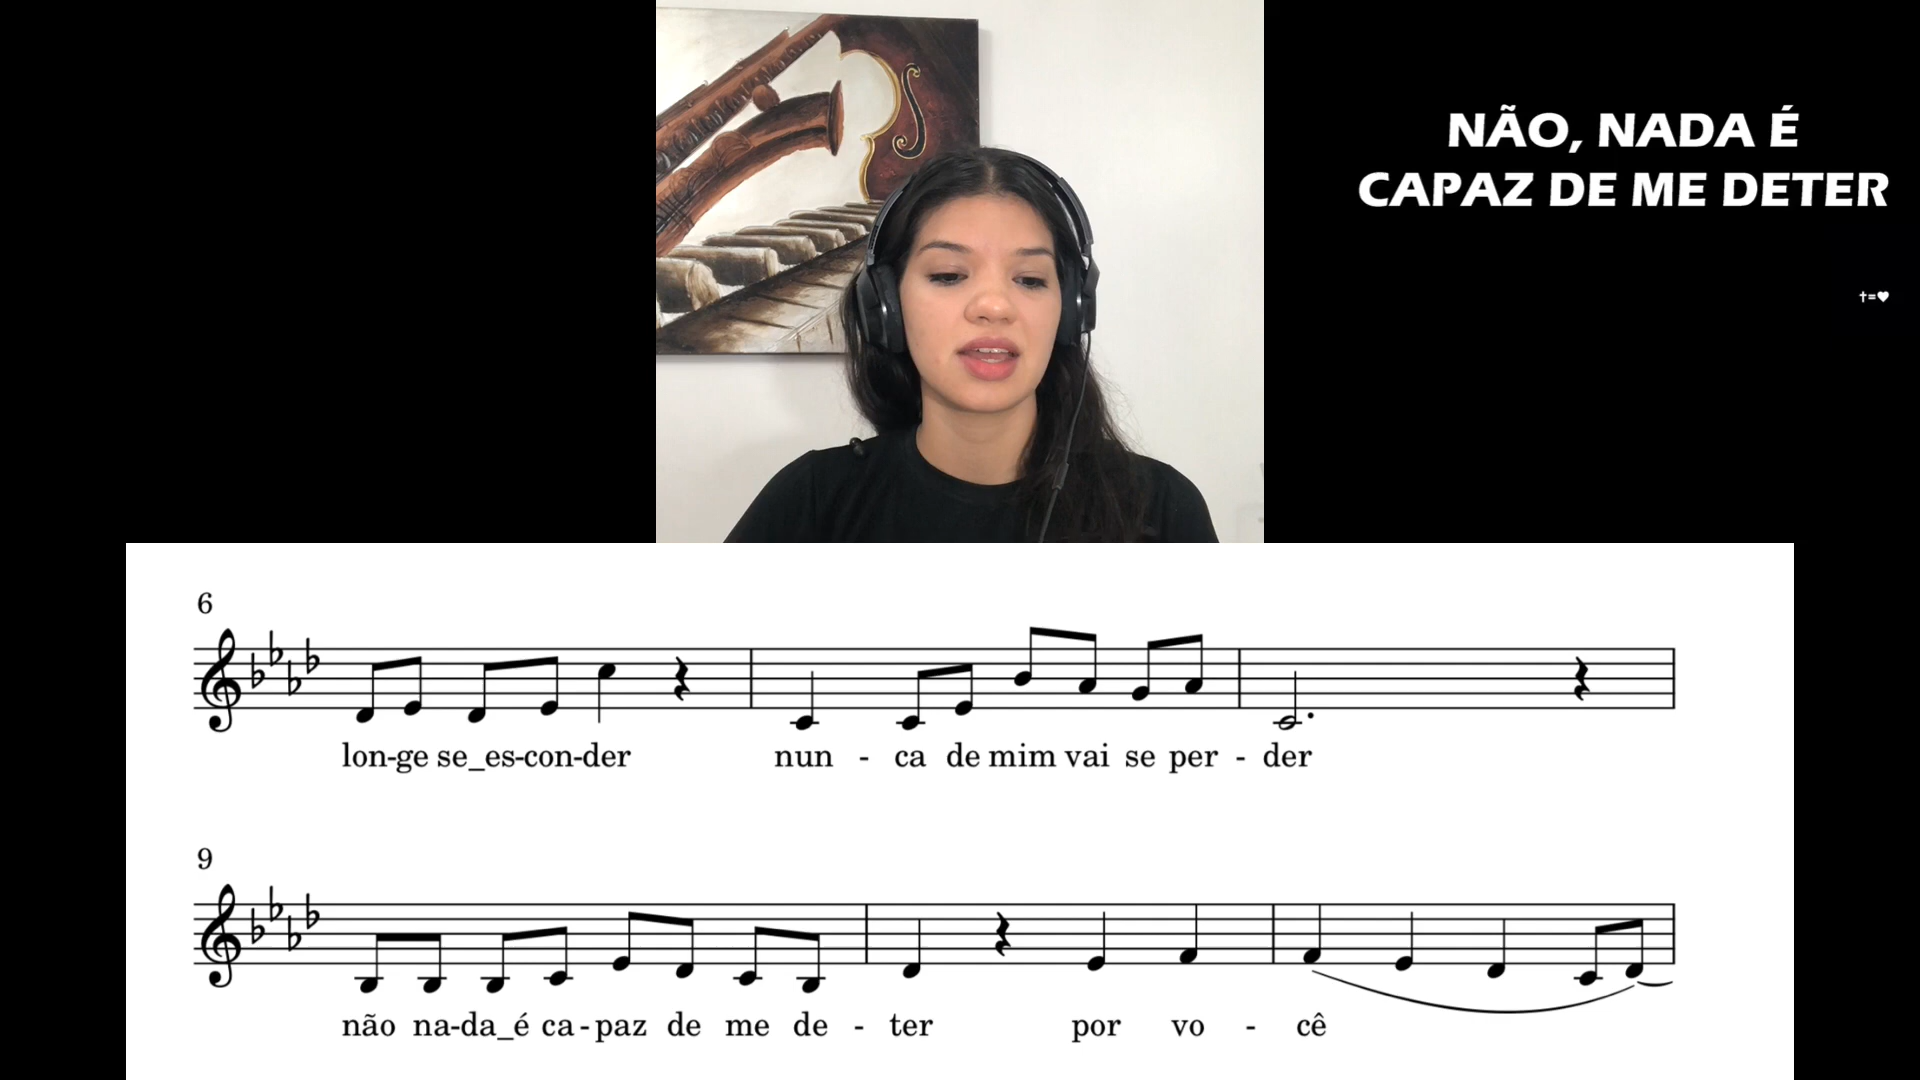 NÃO, NADA É
CAPAZ DE ME DETER
✝=♥
6
lon-ge se_es-con-der nun - ca de mim vai se per - der
9
não na-da_é ca-paz de me de - ter por vo - cê